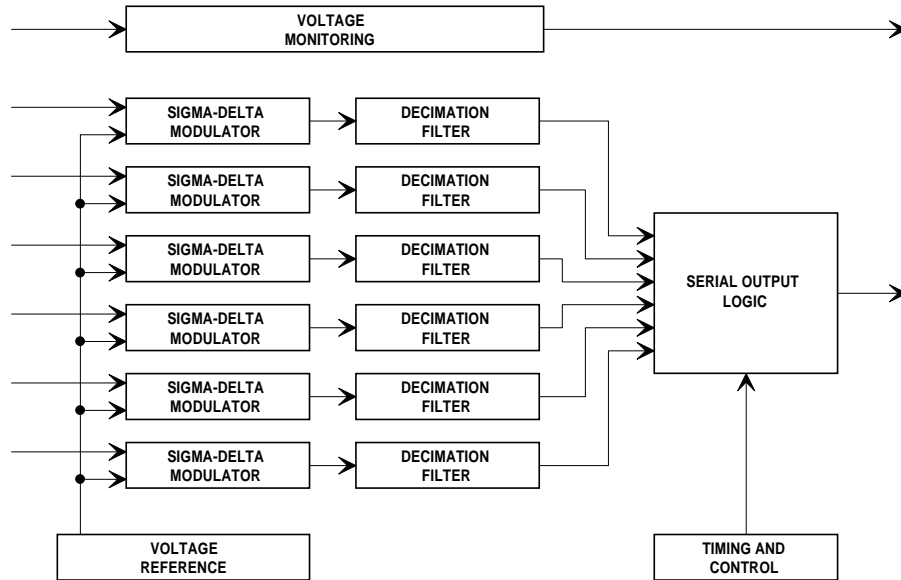 VOLTAGE
MONITORING
SIGMA-DELTA
MODULATOR
DECIMATION
FILTER
SIGMA-DELTA
MODULATOR
DECIMATION
FILTER
SIGMA-DELTA
MODULATOR
DECIMATION
FILTER
SIGMA-DELTA
MODULATOR
DECIMATION
FILTER
SIGMA-DELTA
MODULATOR
DECIMATION
FILTER
SIGMA-DELTA
MODULATOR
DECIMATION
FILTER
SERIAL OUTPUT
LOGIC
VOLTAGE
REFERENCE
TIMING AND
CONTROL